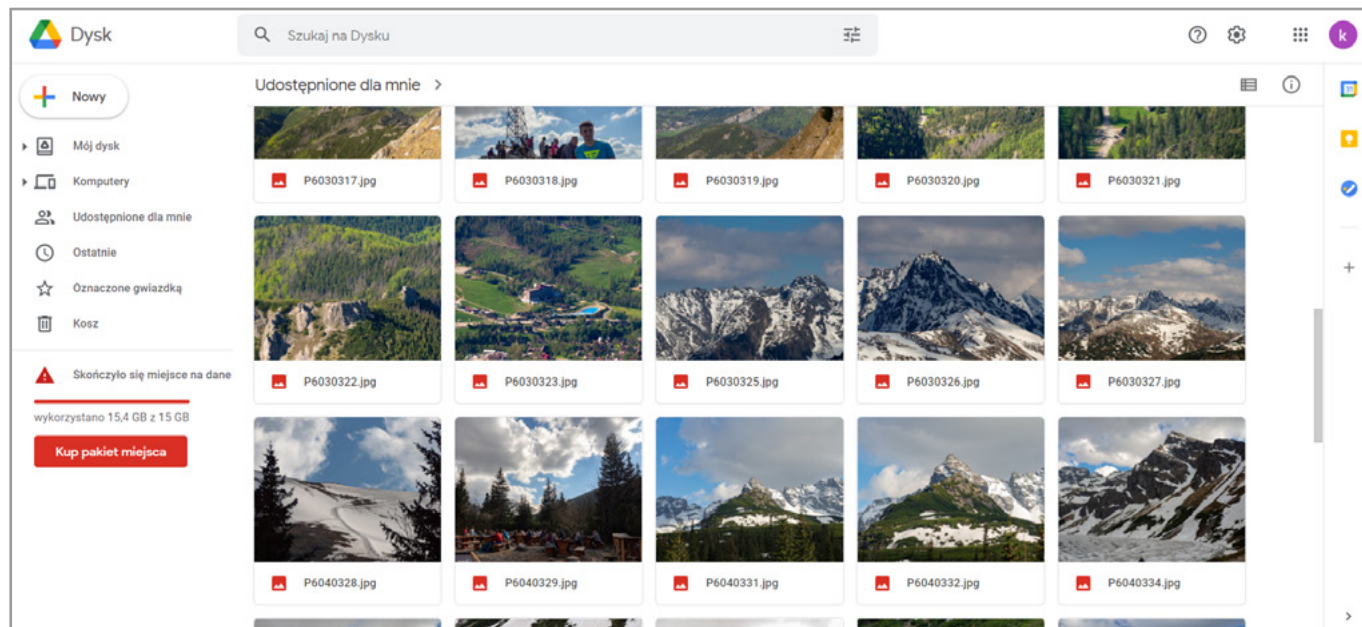 Dysk
Szukaj na Dysku
k
Nowy
Udostępnione dla mnie
Mój dysk
Komputery
Udostępnione dla mnie
Ostatnie
Oznaczone gwiazdką
Kosz
Skończyło się miejsce na dane
wykorzystano 15,4 GB z 15 GB
Kup pakiet miejsca
P6030317.jpg P6030318.jpg P6030319.jpg P6030320.jpg P6030321.jpg
P6030322.jpg P6030323.jpg P6030325.jpg P6030326.jpg P6030327.jpg
P6040328.jpg P6040329.jpg P6040331.jpg P6040332.jpg P6040334.jpg